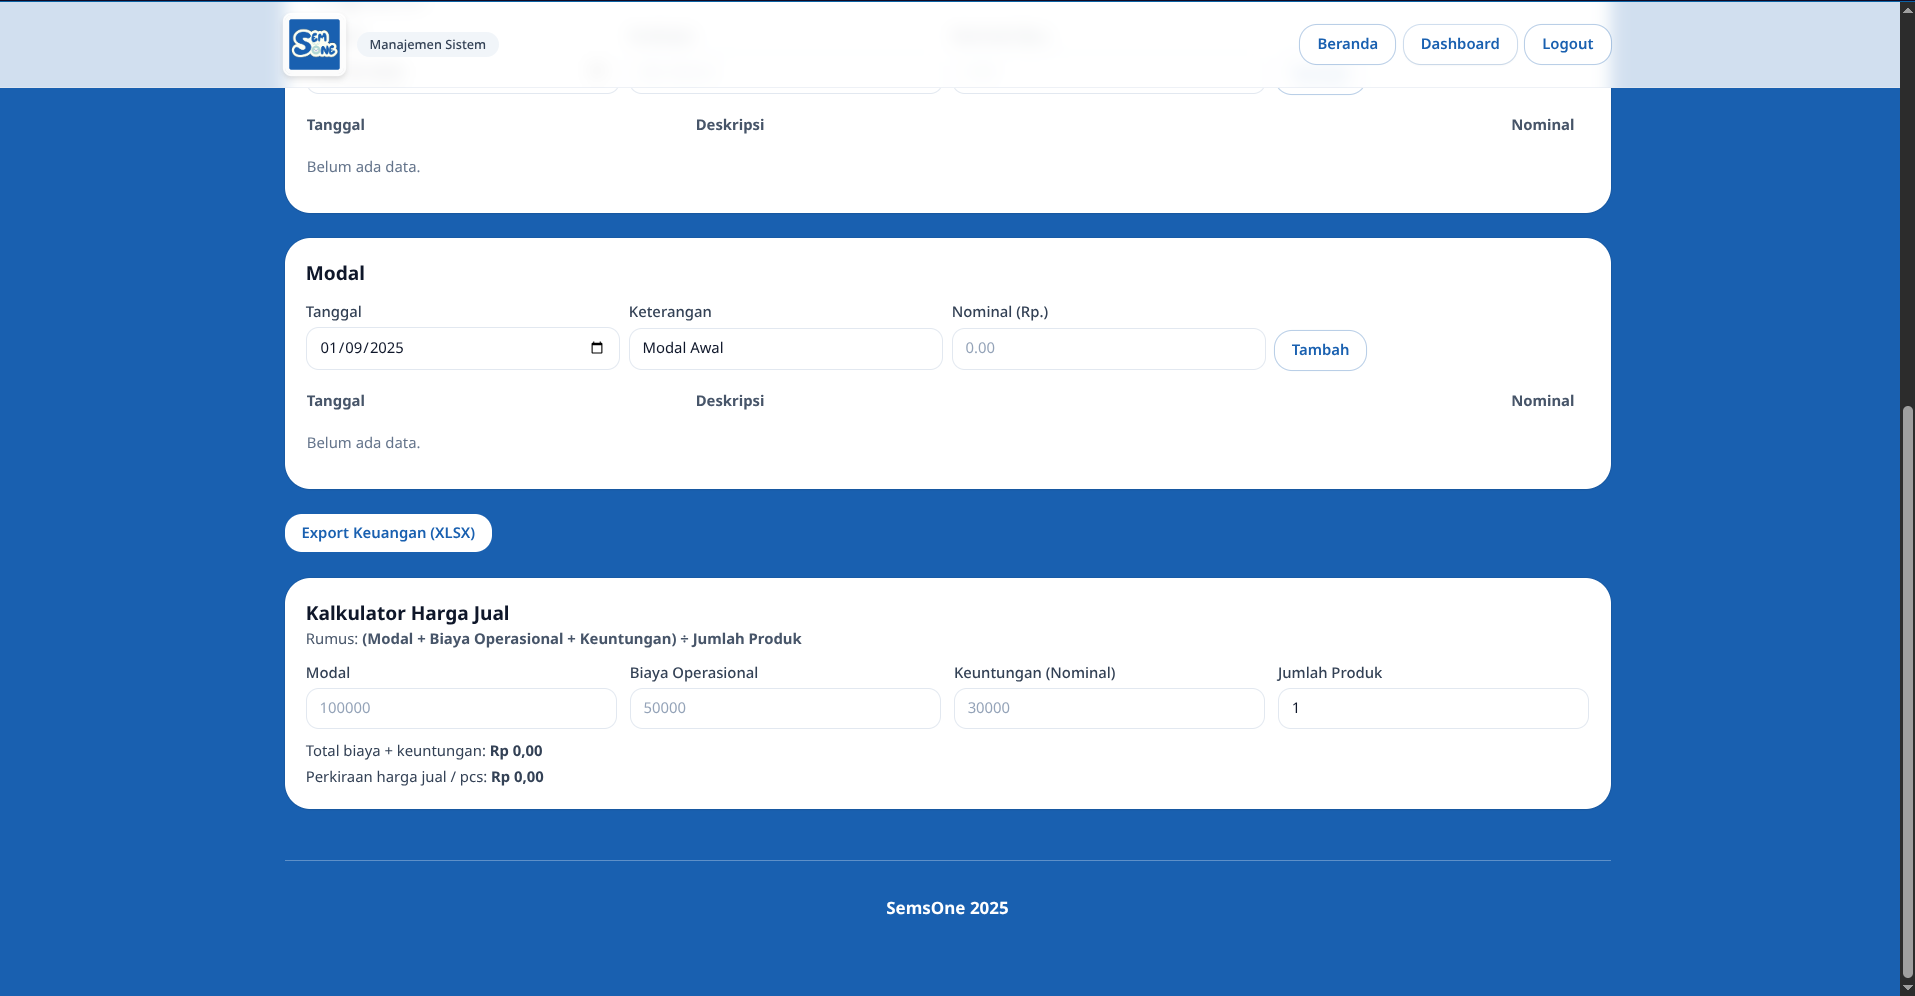 SEM ONE
Manajemen Sistem
Beranda
Dashboard
Logout
Tanggal Deskripsi Nominal
Belum ada data.
Modal
Tanggal Keterangan Nominal (Rp.)
01/09/2025 Modal Awal 0.00 Tambah
Tanggal Deskripsi Nominal
Belum ada data.
Export Keuangan (XLSX)
Kalkulator Harga Jual
Rumus: (Modal + Biaya Operasional + Keuntungan) ÷ Jumlah Produk
Modal Biaya Operasional Keuntungan (Nominal) Jumlah Produk
100000 50000 30000 1
Total biaya + keuntungan: Rp 0,00
Perkiraan harga jual / pcs: Rp 0,00
SemsOne 2025